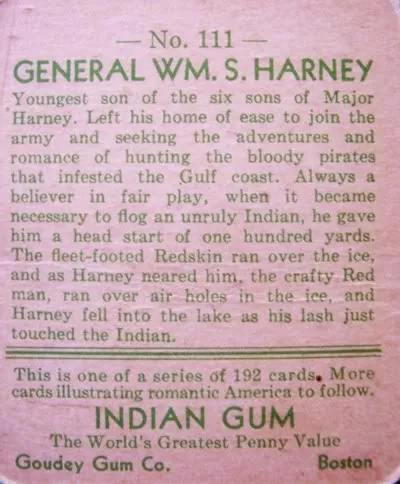 — No. 111 —
GENERAL WM. S. HARNEY
Youngest son of the six sons of Major
Harney. Left his home of ease to join the
army and seeking the adventures and
romance of hunting the bloody pirates
that infested the Gulf coast. Always a
believer in fair play, when it became
necessary to flog an unruly Indian, he gave
him a head start of one hundred yards.
The fleet-footed Redskin ran over the ice,
and as Harney neared him, the crafty Red
man, ran over air holes in the ice, and
Harney fell into the lake as his lash just
touched the Indian.
This is one of a series of 192 cards. More
cards illustrating romantic America to follow.
INDIAN GUM
The World's Greatest Penny Value
Goudey Gum Co. Boston